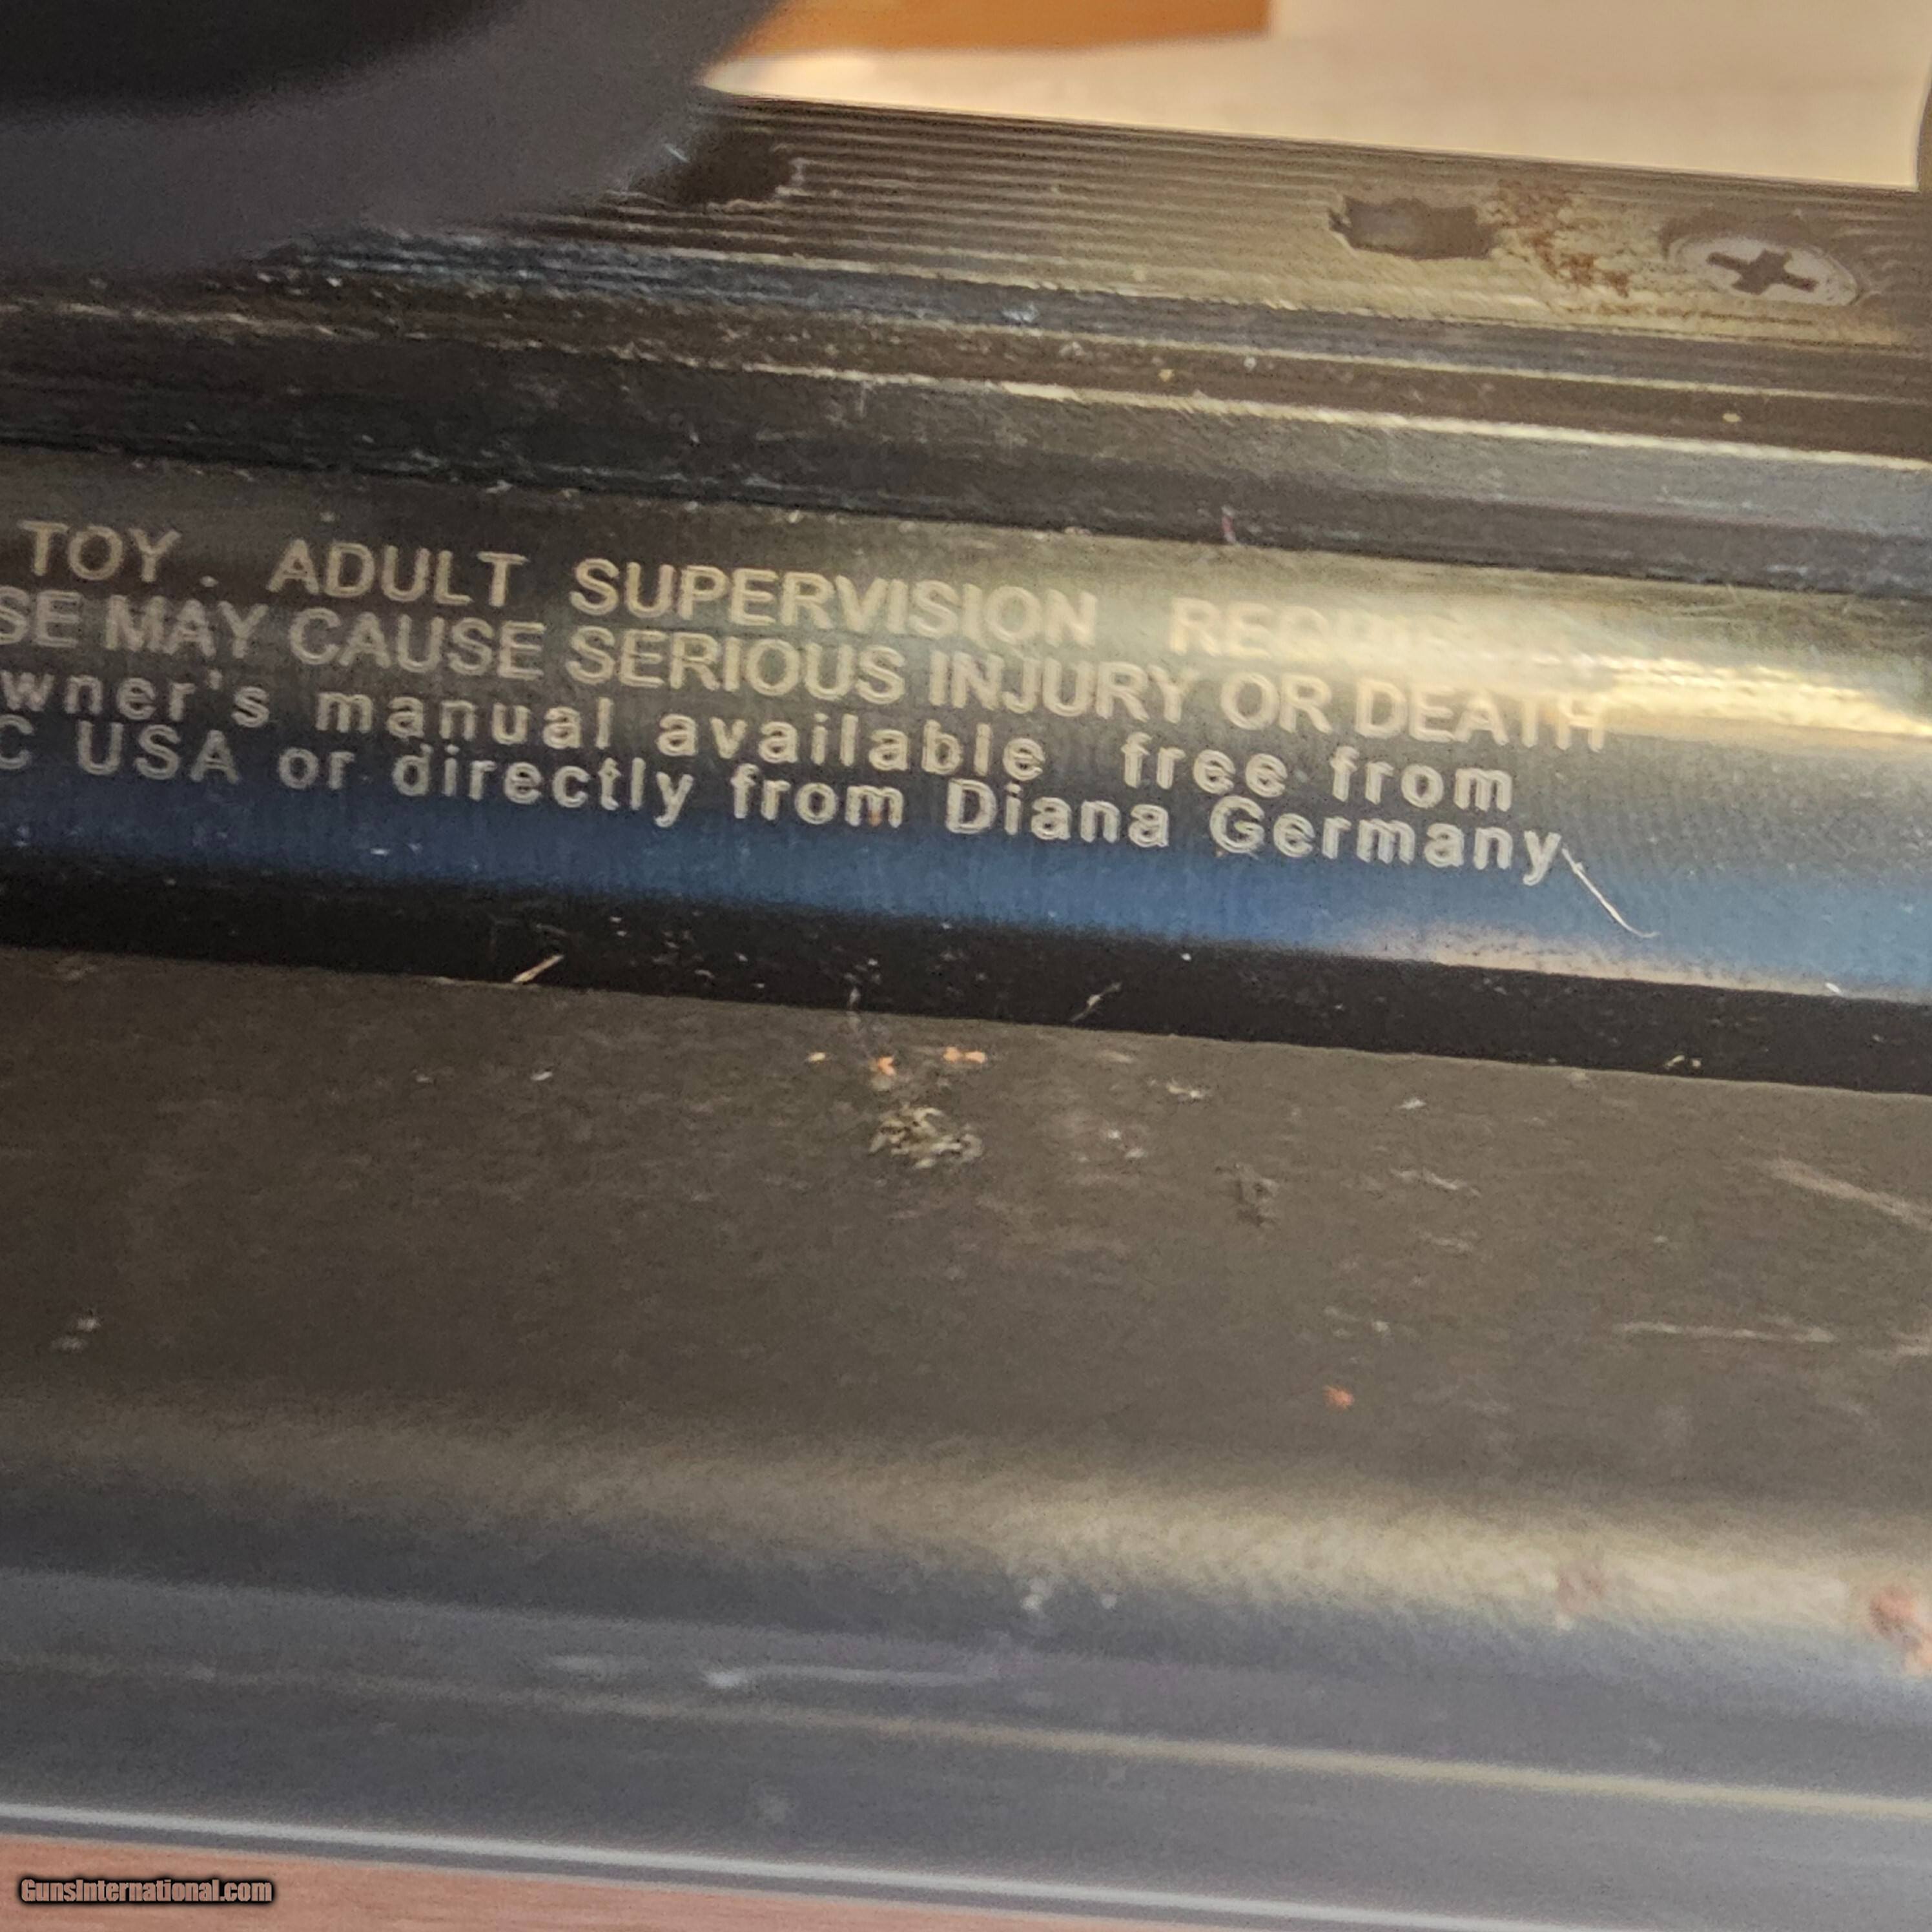 TOY . ADULT SUPERVISION
SE MAY CAUSE SERIOUS INJURY OR DEATH
wner's manual available free from
C USA or directly from Diana Germany
GunsInternational.com